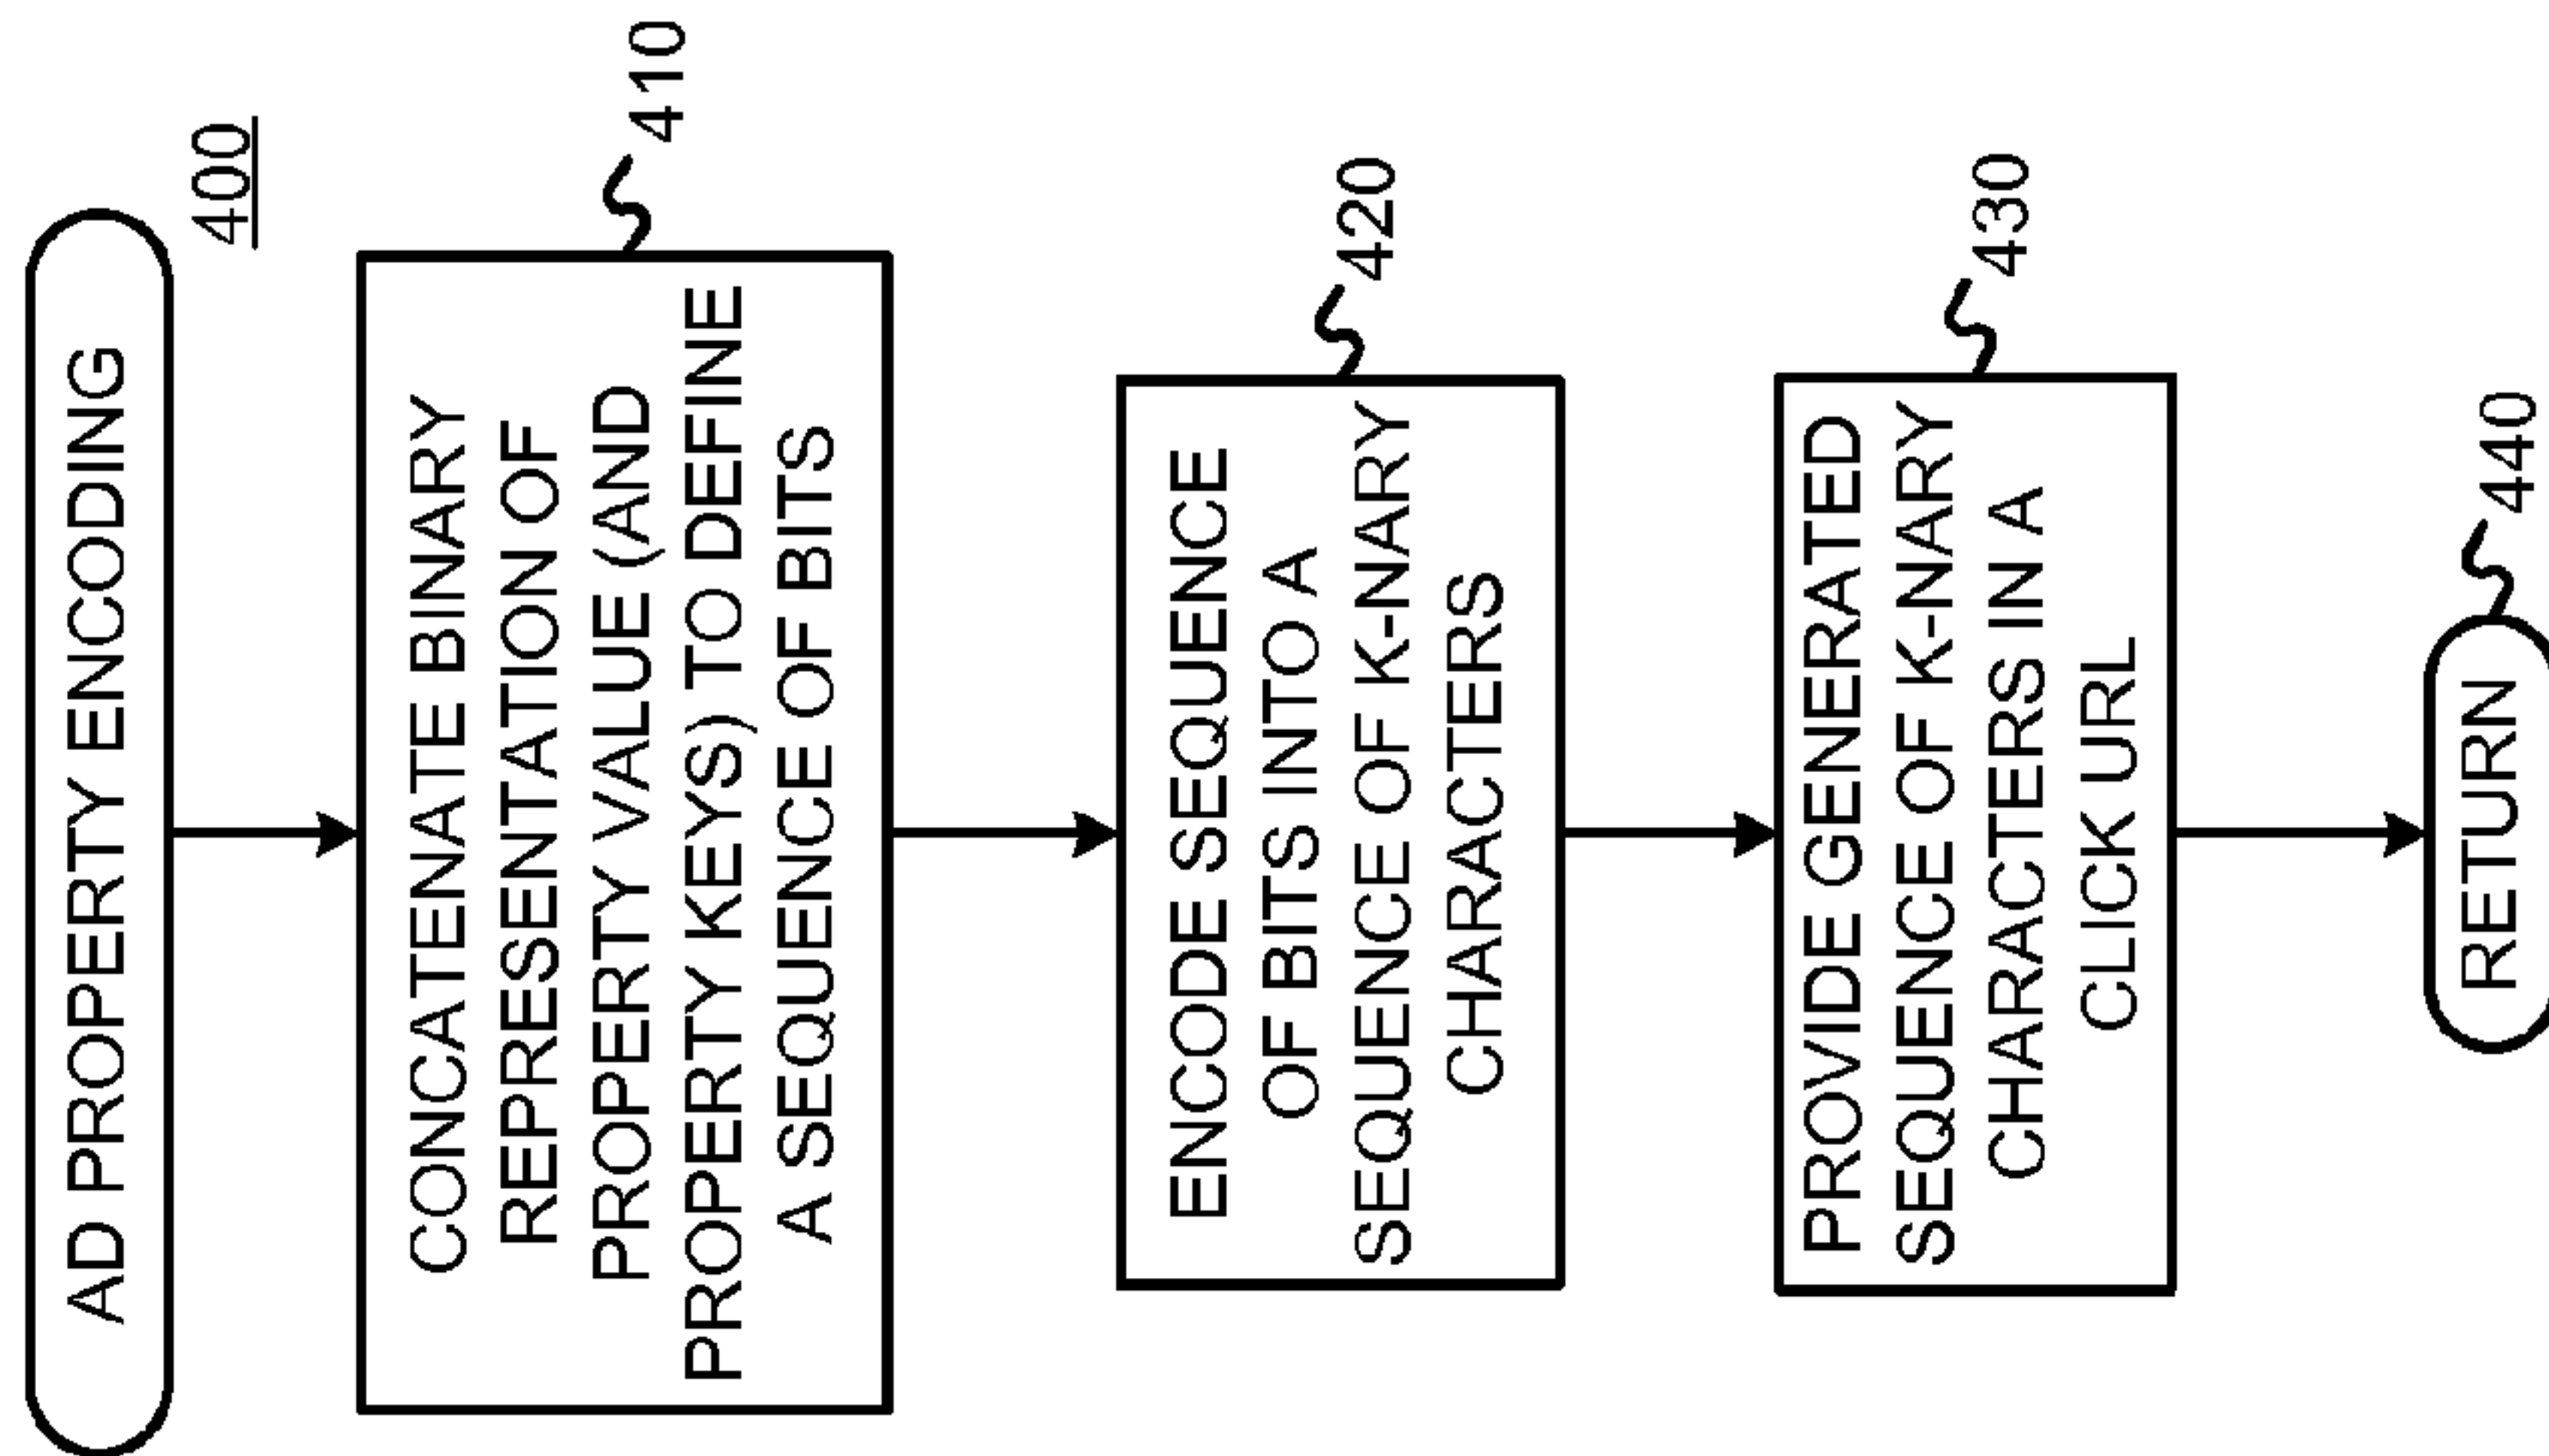 AD PROPERTY ENCODING
400
CONCATENATE BINARY
REPRESENTATION OF
PROPERTY VALUE (AND
PROPERTY KEYS) TO DEFINE
A SEQUENCE OF BITS
410
ENCODE SEQUENCE
OF BITS INTO A
SEQUENCE OF K-NARY
CHARACTERS
420
PROVIDE GENERATED
SEQUENCE OF K-NARY
CHARACTERS IN A
CLICK URL
430
RETURN
440